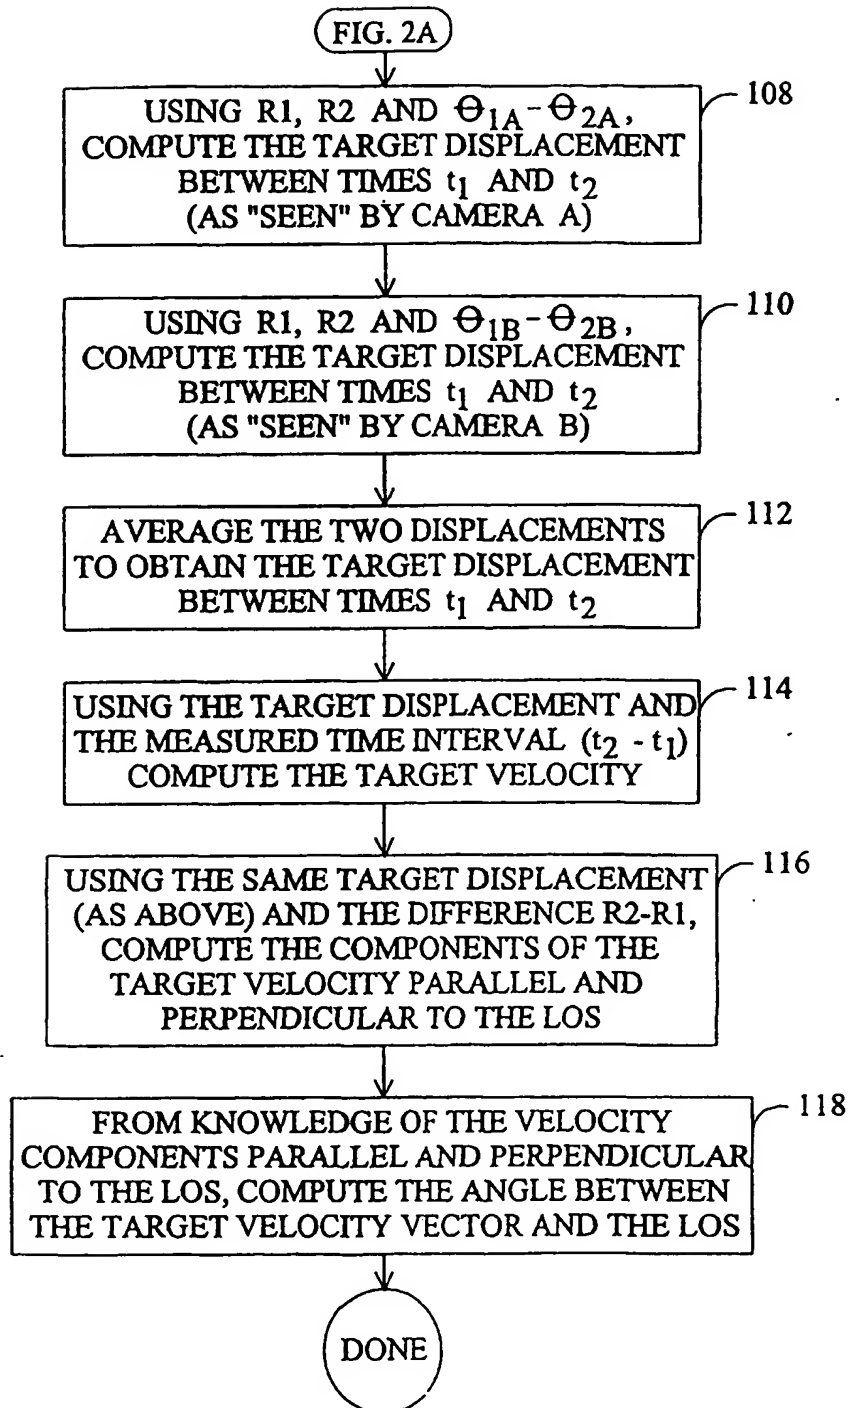 FIG. 2A
108
USING R1, R2 AND Θ1A-Θ2A,
COMPUTE THE TARGET DISPLACEMENT
BETWEEN TIMES t1 AND t2
(AS "SEEN" BY CAMERA A)
110
USING R1, R2 AND Θ1B-Θ2B,
COMPUTE THE TARGET DISPLACEMENT
BETWEEN TIMES t1 AND t2
(AS "SEEN" BY CAMERA B)
112
AVERAGE THE TWO DISPLACEMENTS
TO OBTAIN THE TARGET DISPLACEMENT
BETWEEN TIMES t1 AND t2
114
USING THE TARGET DISPLACEMENT AND
THE MEASURED TIME INTERVAL (t2 - t1)
COMPUTE THE TARGET VELOCITY
116
USING THE SAME TARGET DISPLACEMENT
(AS ABOVE) AND THE DIFFERENCE R2-R1,
COMPUTE THE COMPONENTS OF THE
TARGET VELOCITY PARALLEL AND
PERPENDICULAR TO THE LOS
118
FROM KNOWLEDGE OF THE VELOCITY
COMPONENTS PARALLEL AND PERPENDICULAR
TO THE LOS, COMPUTE THE ANGLE BETWEEN
THE TARGET VELOCITY VECTOR AND THE LOS
DONE